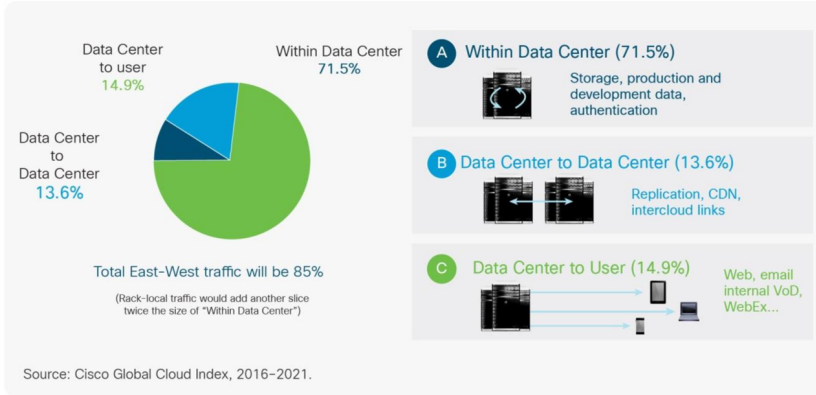 Data Center
to user
14.9%
Within Data Center
71.5%
Data Center
to
Data Center
13.6%
Total East-West traffic will be 85%
(Rack-local traffic would add another slice
twice the size of "Within Data Center")
A Within Data Center (71.5%)
Storage, production and
development data,
authentication
B Data Center to Data Center (13.6%)
Replication, CDN,
intercloud links
C Data Center to User (14.9%)
Web, email
internal VoD,
WebEx...
Source: Cisco Global Cloud Index, 2016–2021.